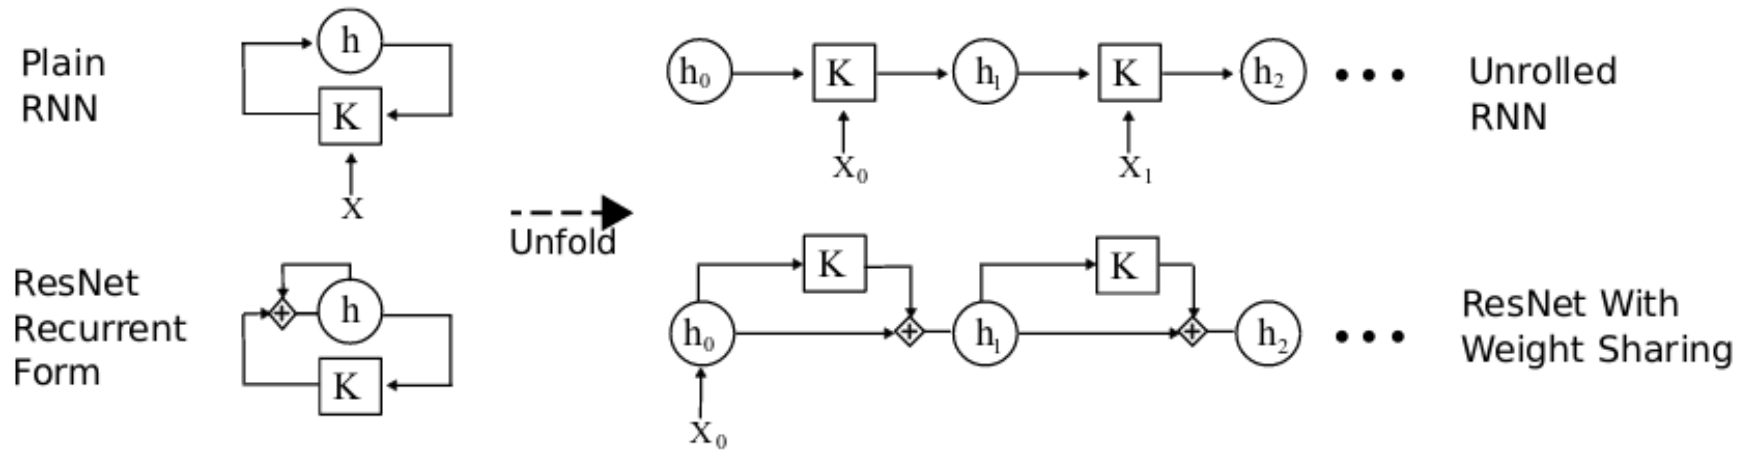 Plain
RNN
h
K
X
h₀
K
h₁
K
h₂
•••
X₀
X₁
Unrolled
RNN
Unfold
ResNet
Recurrent
Form
+
h
K
K
K
h₀
+
h₁
+
h₂
•••
X₀
ResNet With
Weight Sharing